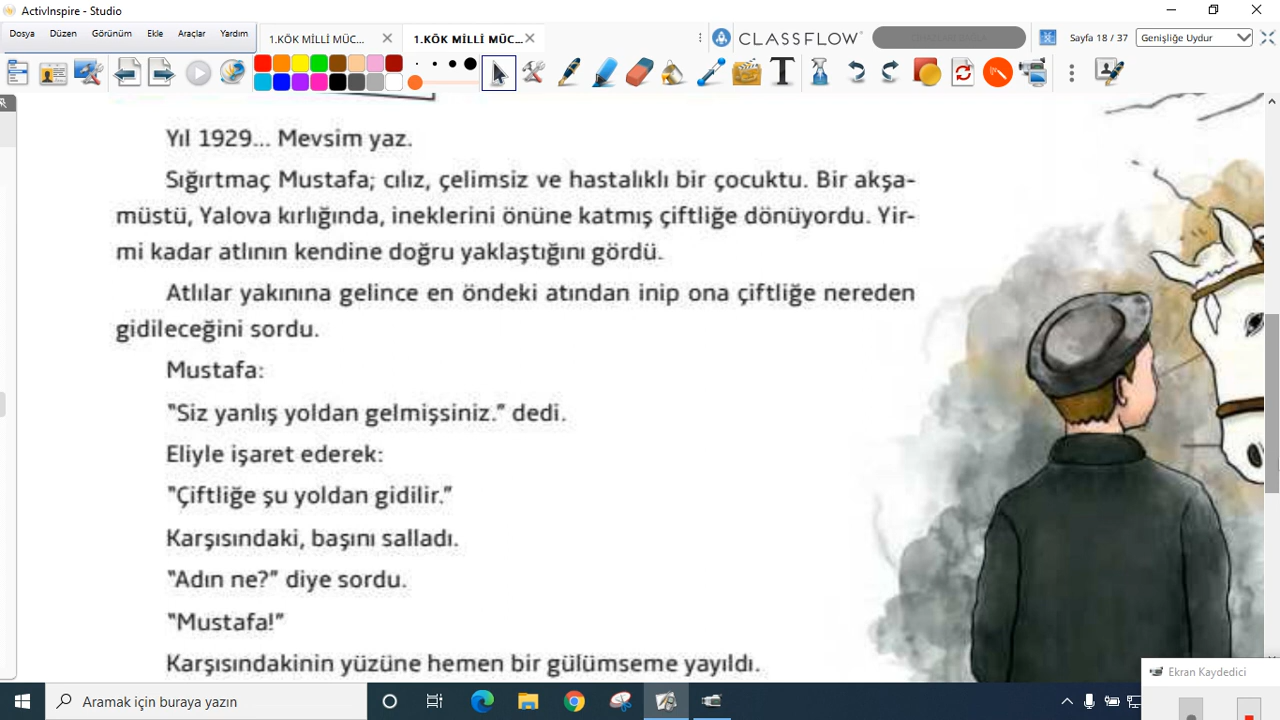 ActivInspire - Studio
Dosya Düzen Görünüm Ekle Araçlar Yardım
1.KÖK MİLLİ MÜC...
1.KÖK MİLLİ MÜC...
CLASSFLOW
Sayfa 18 / 37
Genişliğe Uydur
Yıl 1929... Mevsim yaz.
Sığırtmaç Mustafa; cılız, çelimsiz ve hastalıklı bir çocuktu. Bir akşa-
müstü, Yalova kırlığında, ineklerini önüne katmış çiftliğe dönüyordu. Yir-
mi kadar atlının kendine doğru yaklaştığını gördü.
Atlılar yakınına gelince en öndeki atından inip ona çiftliğe nereden
gidileceğini sordu.
Mustafa:
“Siz yanlış yoldan gelmişsiniz.” dedi.
Eliyle işaret ederek:
“Çiftliğe şu yoldan gidilir.”
Karşısındaki, başını salladı.
“Adın ne?” diye sordu.
“Mustafa!”
Karşısındakinin yüzüne hemen bir gülümseme yayıldı.
Ekran Kaydedici
Aramak için buraya yazın